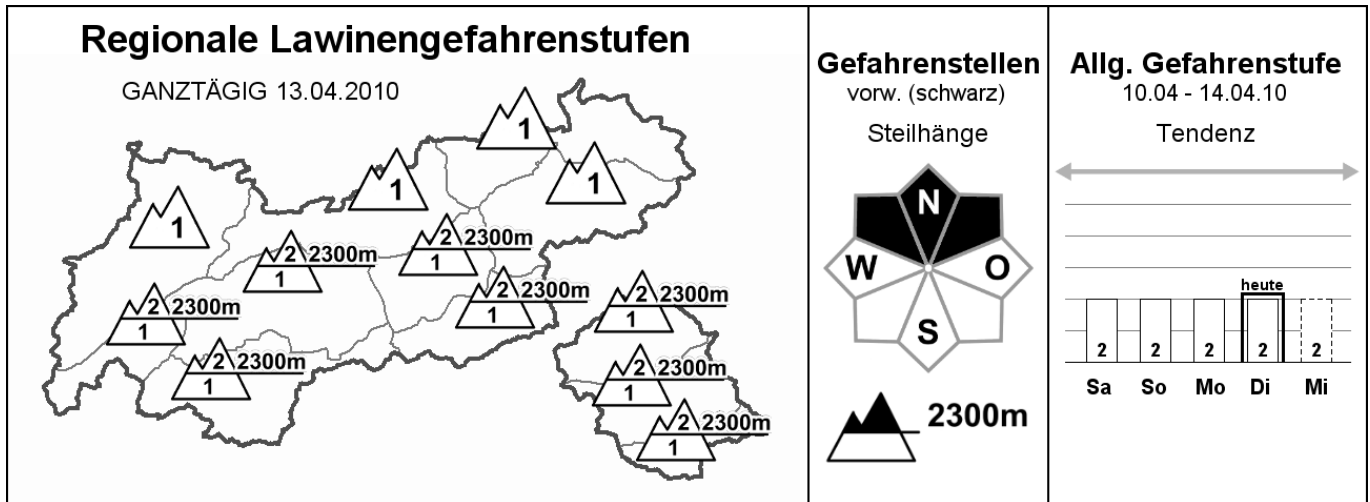 Regionale Lawinengefahrenstufen
GANZTÄGIG 13.04.2010
1
1
1
1
2 2300m
1
2 2300m
1
2 2300m
1
2 2300m
1
2 2300m
1
2 2300m
1
2 2300m
1
2 2300m
1
Gefahrenstellen
vorw. (schwarz)
Steilhänge
N
W O
S
2300m
Allg. Gefahrenstufe
10.04 - 14.04.10
Tendenz
heute
2 2 2 2 2
Sa So Mo Di Mi